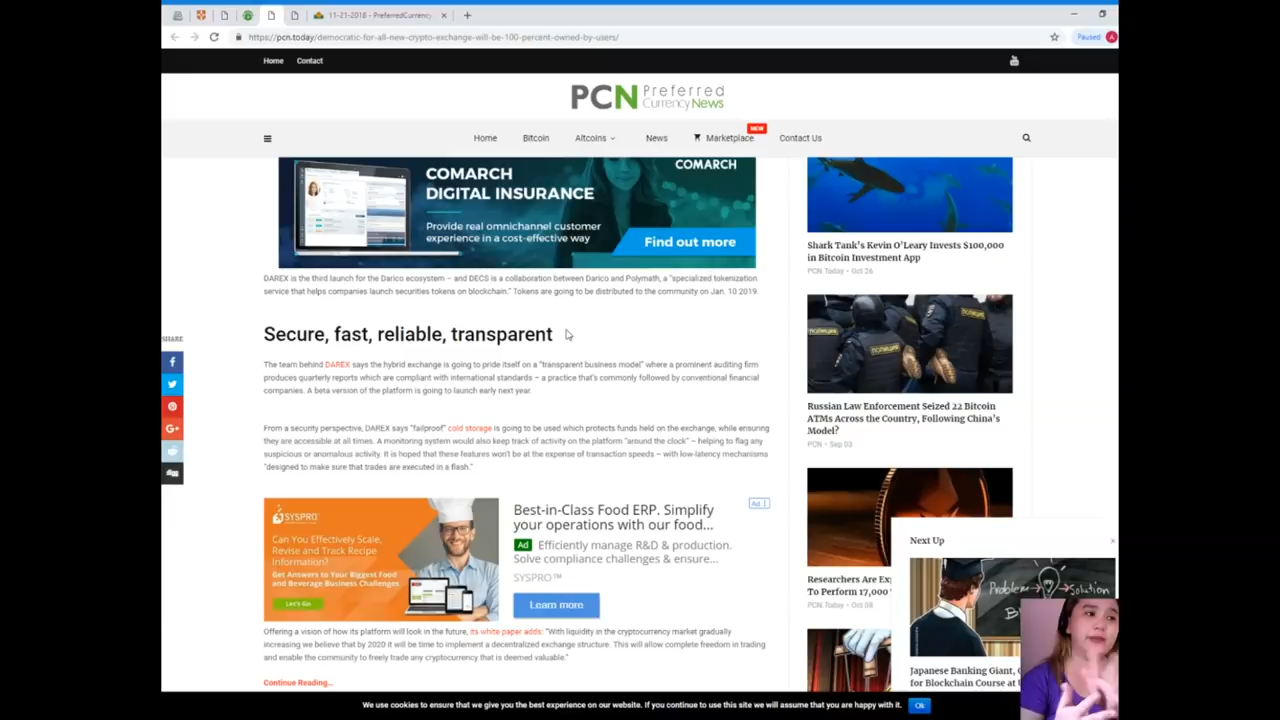 11-21-2018 - PreferredCurrency
https://pcn.today/democratic-for-all-new-crypto-exchange-will-be-100-percent-owned-by-users/
Paused
A
Home
Contact
PCN Preferred
Currency News
Home
Bitcoin
Altcoins
News
NEW
Marketplace
Contact Us
COMARCH
DIGITAL INSURANCE
Provide real omnichannel customer
experience in a cost-effective way
COMARCH
Find out more
DAREX is the third launch for the Darico ecosystem – and DECS is a collaboration between Darico and Polymath, a "specialized tokenization
service that helps companies launch securities tokens on blockchain." Tokens are going to be distributed to the community on Jan. 10 2019.
Secure, fast, reliable, transparent
SHARE
The team behind DAREX says the hybrid exchange is going to pride itself on a "transparent business model" where a prominent auditing firm
produces quarterly reports which are compliant with international standards – a practice that's commonly followed by conventional financial
companies. A beta version of the platform is going to launch early next year.
From a security perspective, DAREX says "failproof" cold storage is going to be used which protects funds held on the exchange, while ensuring
they are accessible at all times. A monitoring system would also keep track of activity on the platform "around the clock" – helping to flag any
suspicious or anomalous activity. It is hoped that these features won't be at the expense of transaction speeds – with low-latency mechanisms
"designed to make sure that trades are executed in a flash."
SYSPRO
Can You Effectively Scale,
Revise and Track Recipe
Information?
Get Answers to Your Biggest Food
and Beverage Business Challenges
Let's Go
Best-in-Class Food ERP. Simplify
your operations with our food...
Ad
Ad Efficiently manage R&D & production.
Solve compliance challenges & ensure...
SYSPRO™
Learn more
Offering a vision of how its platform will look in the future, its white paper adds: "With liquidity in the cryptocurrency market gradually
increasing we believe that by 2020 it will be time to implement a decentralized exchange structure. This will allow complete freedom in trading
and enable the community to freely trade any cryptocurrency that is deemed valuable."
Continue Reading...
Shark Tank's Kevin O'Leary Invests $100,000
in Bitcoin Investment App
PCN.Today - Oct 26
ПОЛИЦИЯ
ПОЛИЦИЯ
ПОЛИЦИЯ
Russian Law Enforcement Seized 22 Bitcoin
ATMs Across the Country, Following China's
Model?
PCN - Sep 03
Researchers Are Ex
To Perform 17,000
PCN.Today - Oct 08
Next Up
Problem
Solution
Japanese Banking Giant,
for Blockchain Course at
We use cookies to ensure that we give you the best experience on our website. If you continue to use this site we will assume that you are happy with it.
Ok